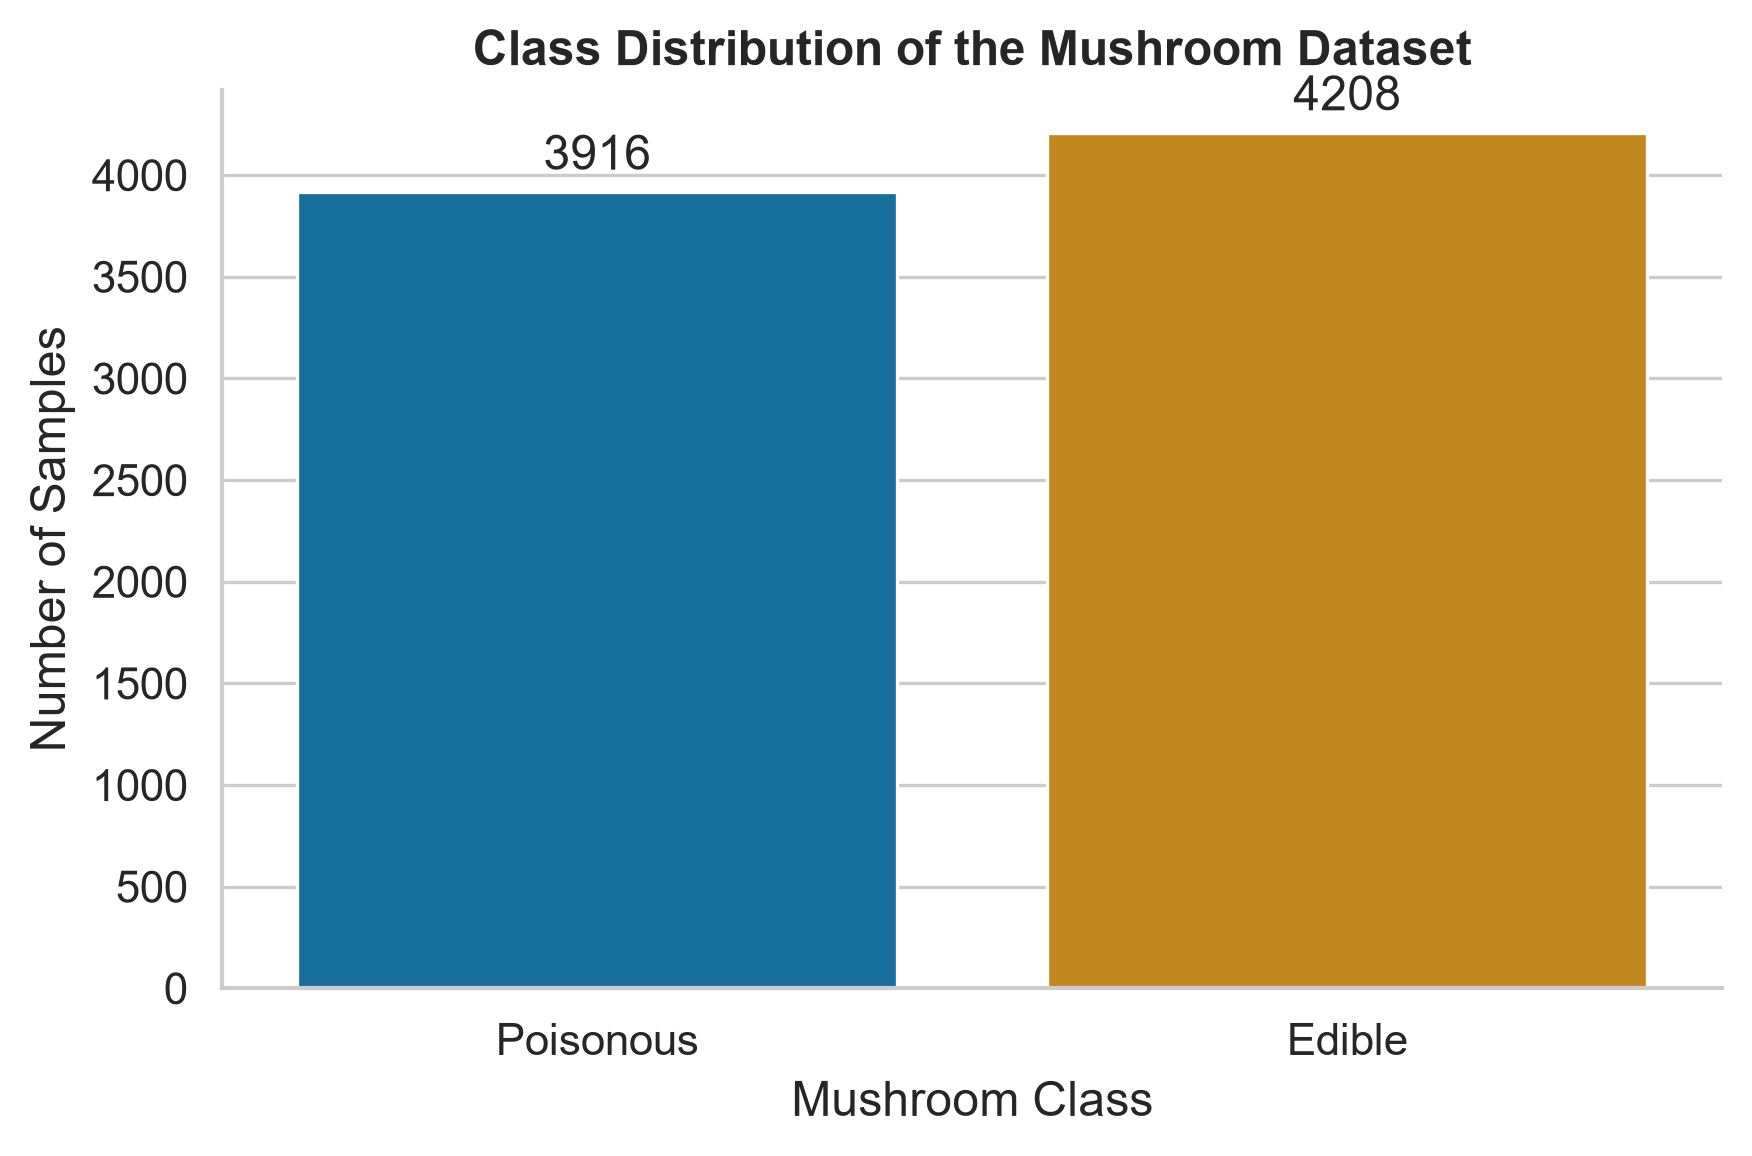 Class Distribution of the Mushroom Dataset
4208
3916
4000
3500
3000
2500
2000
1500
1000
500
0
Number of Samples
Poisonous
Edible
Mushroom Class